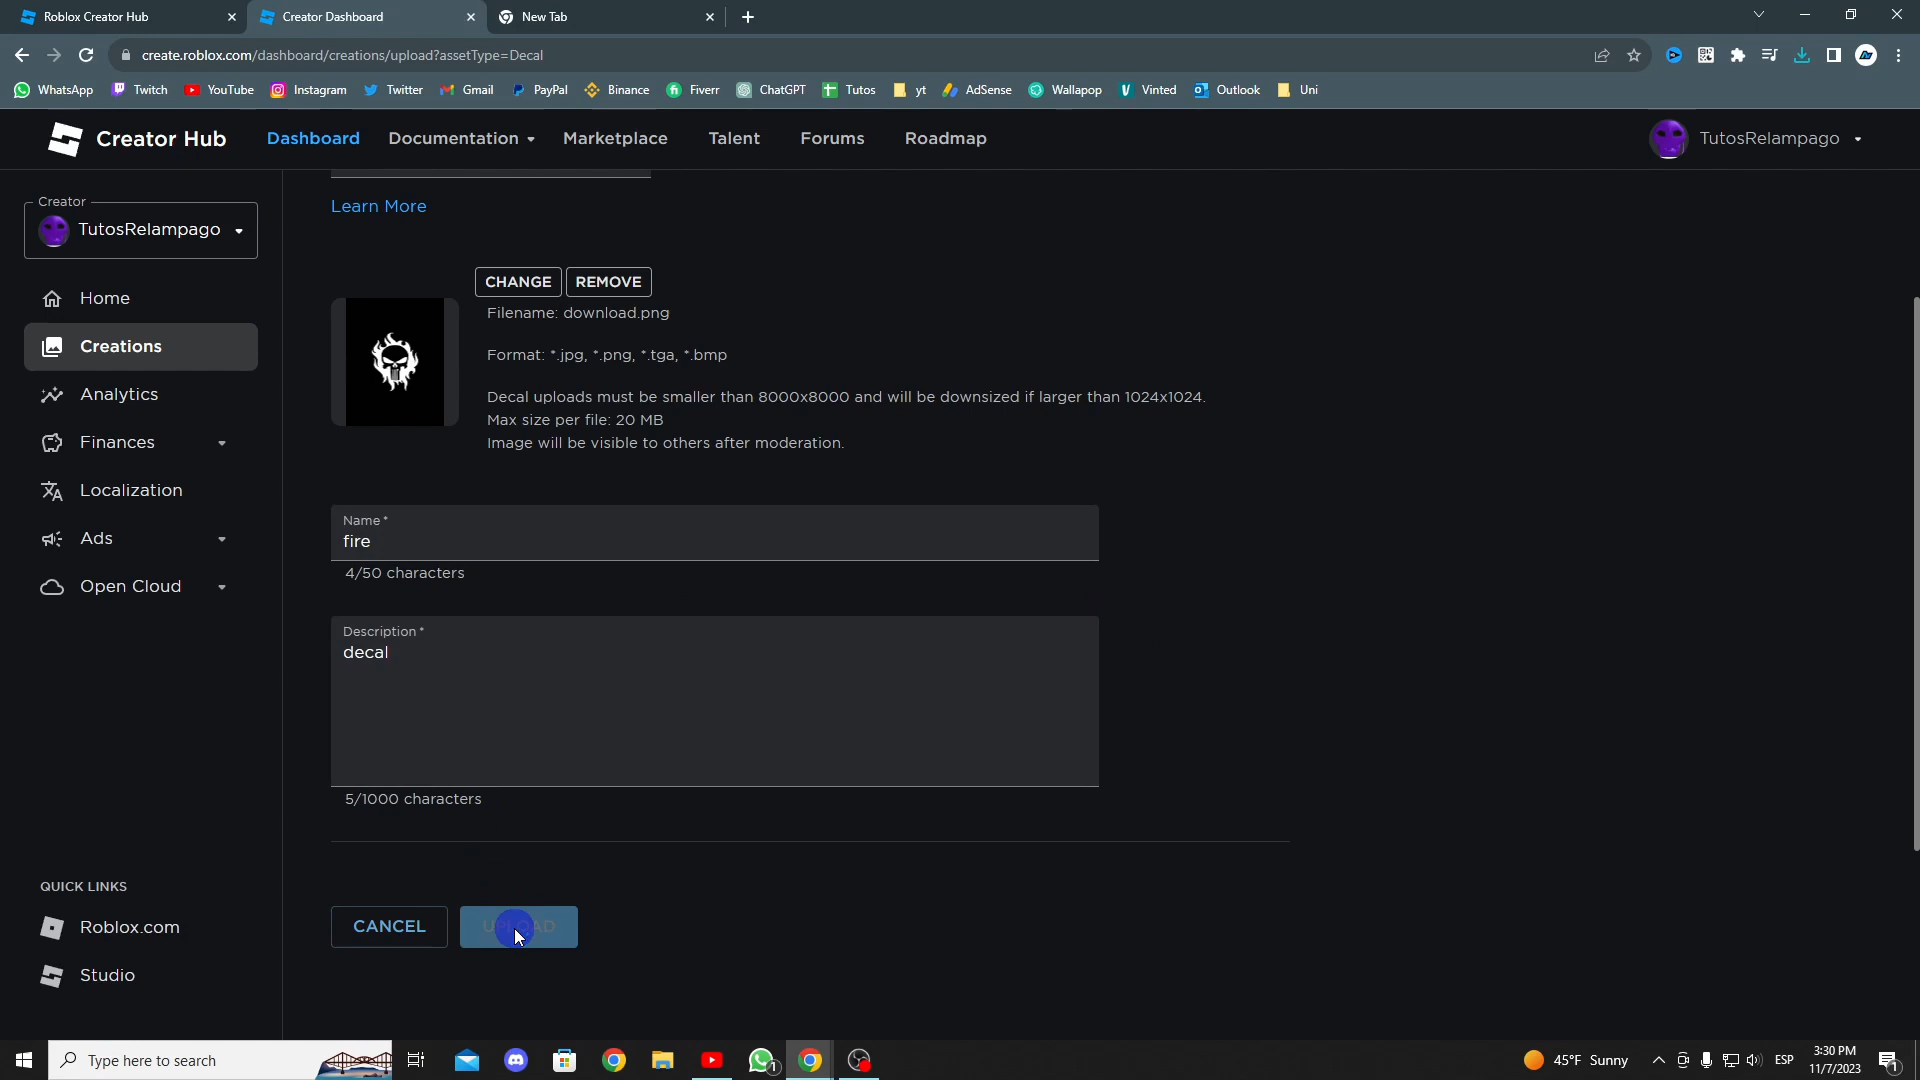 Roblox Creator Hub
Creator Dashboard
New Tab
create.roblox.com/dashboard/creations/upload?assetType=Decal
WhatsApp Twitch YouTube Instagram Twitter Gmail PayPal Binance Fiverr ChatGPT Tutos yt AdSense Wallapop Vinted Outlook Uni
Creator Hub Dashboard Documentation Marketplace Talent Forums Roadmap TutosRelampago
Creator
TutosRelampago
Home
Creations
Analytics
Finances
Localization
Ads
Open Cloud
QUICK LINKS
Roblox.com
Studio
Learn More
CHANGE REMOVE
Filename: download.png
Format: *.jpg, *.png, *.tga, *.bmp
Decal uploads must be smaller than 8000x8000 and will be downsized if larger than 1024x1024.
Max size per file: 20 MB
Image will be visible to others after moderation.
Name *
fire
4/50 characters
Description *
decal
5/1000 characters
CANCEL UPLOAD
Type here to search
1
45°F Sunny
ESP
3:30 PM
11/7/2023
1